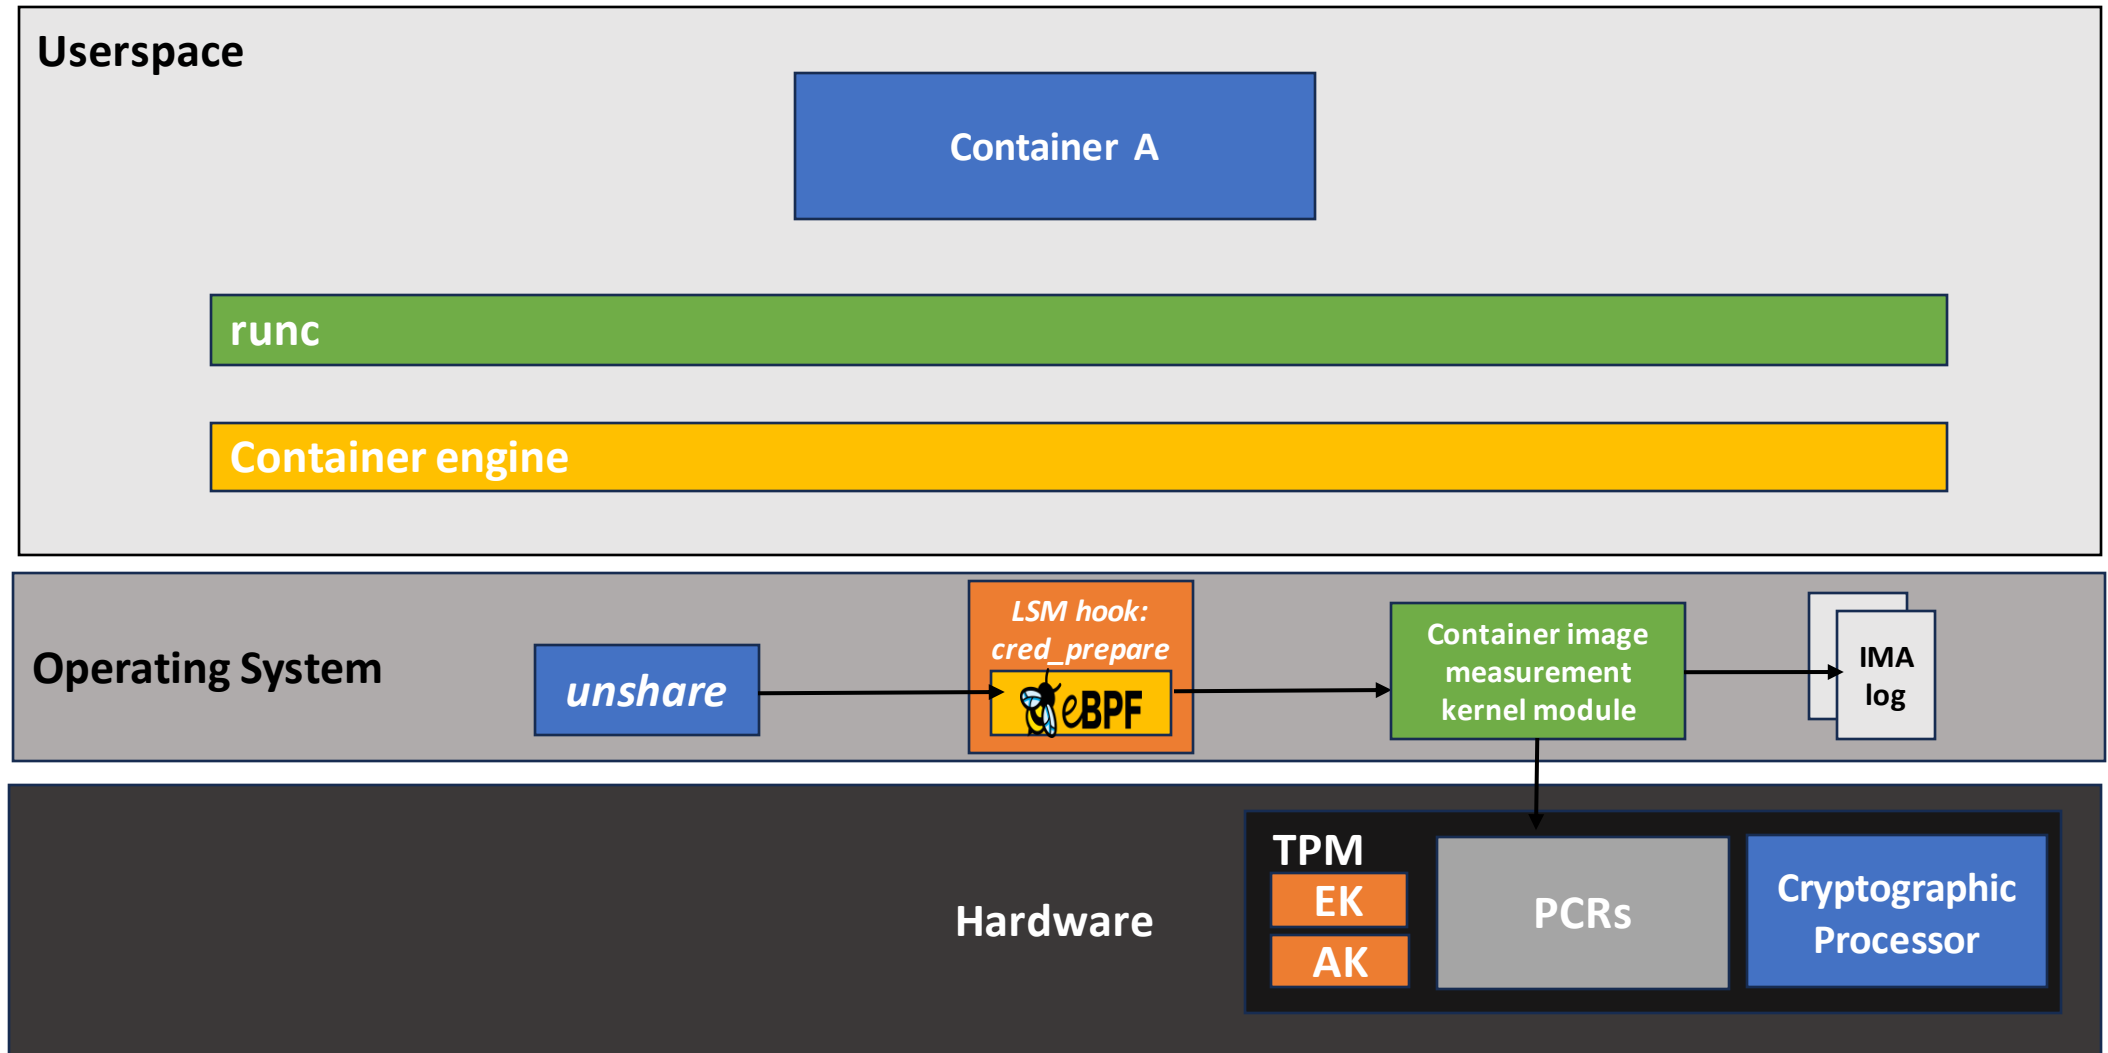 Userspace
Container A
runc
Container engine
Operating System
unshare
LSM hook:
cred_prepare
eBPF
Container image
measurement
kernel module
IMA
log
Hardware
TPM
EK
AK
PCRs
Cryptographic
Processor